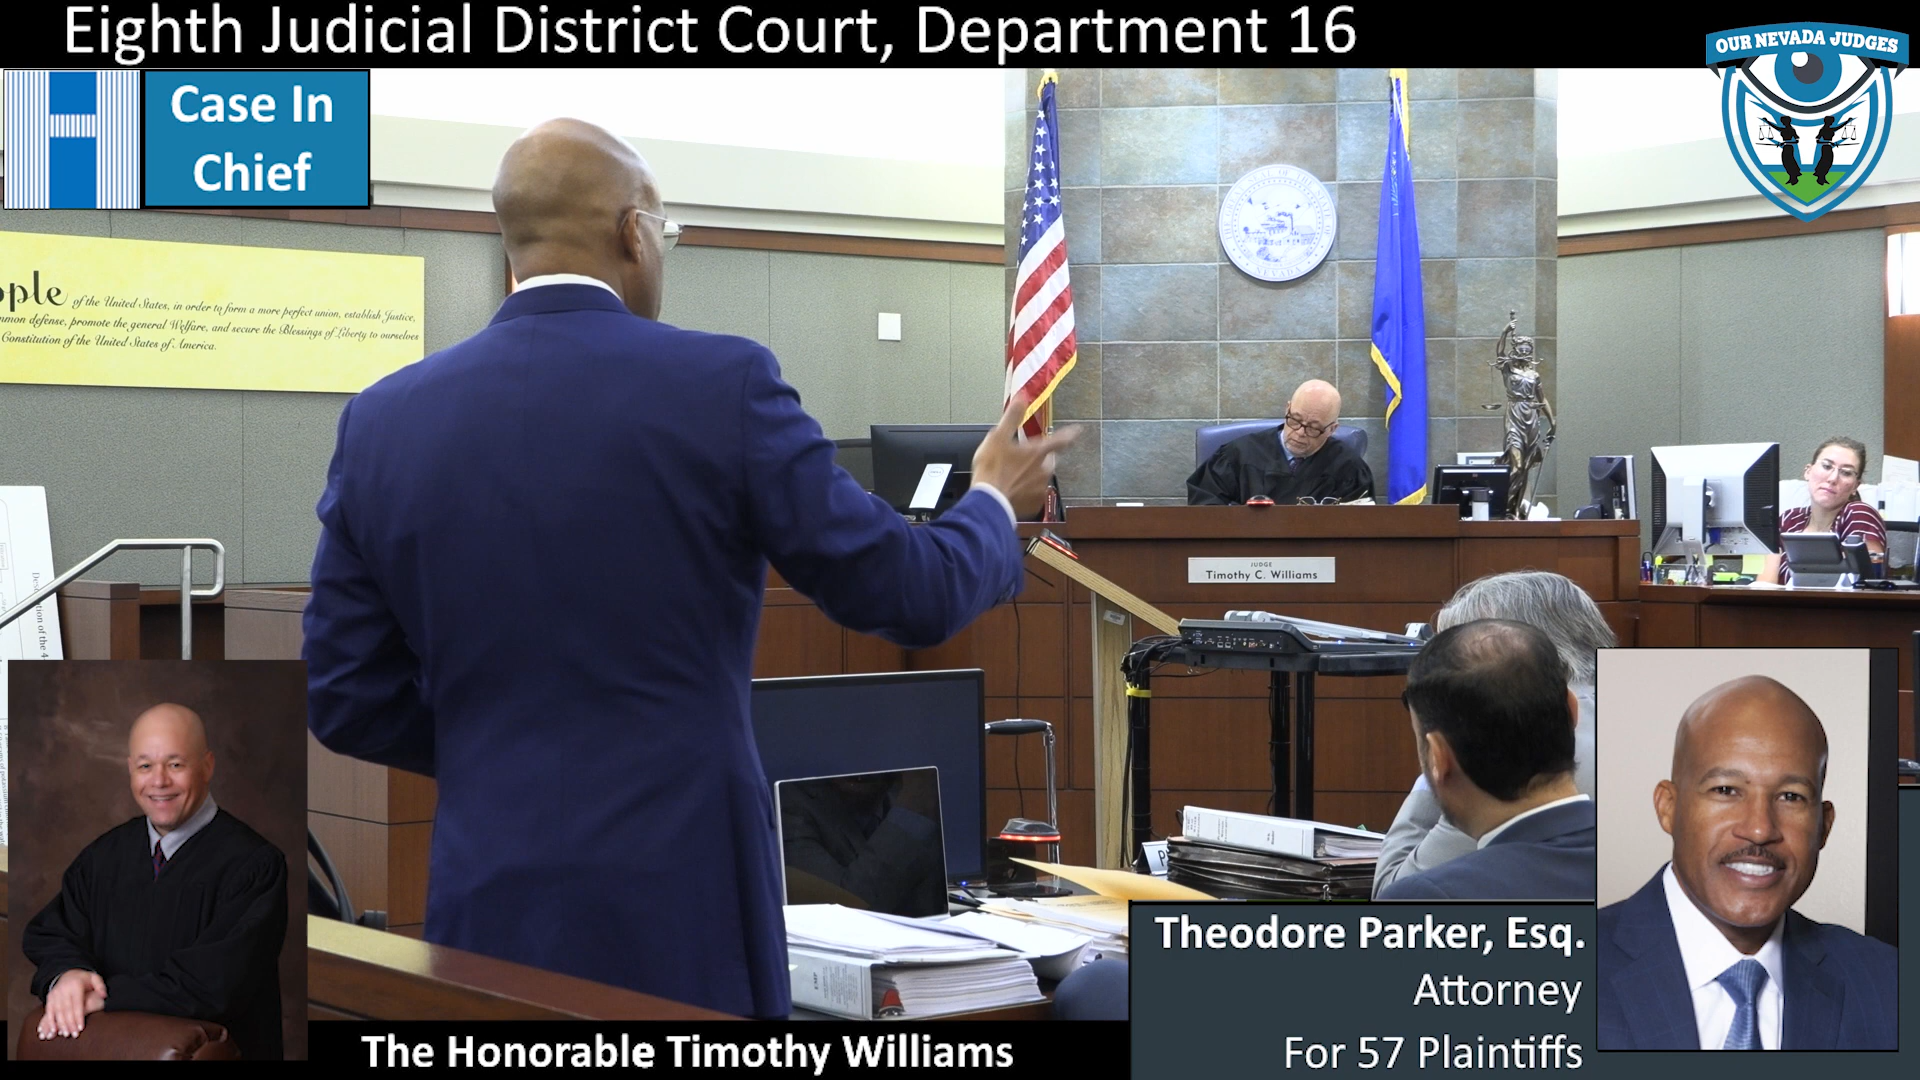 Eighth Judicial District Court, Department 16
OUR NEVADA JUDGES
Case In
Chief
ople of the United States, in order to form a more perfect union, establish Justice,
mmon defense, promote the general Welfare, and secure the Blessings of Liberty to ourselves
Constitution of the United States of America.
NEVADA
JUDGE
Timothy C. Williams
Theodore Parker, Esq.
Attorney
For 57 Plaintiffs
The Honorable Timothy Williams